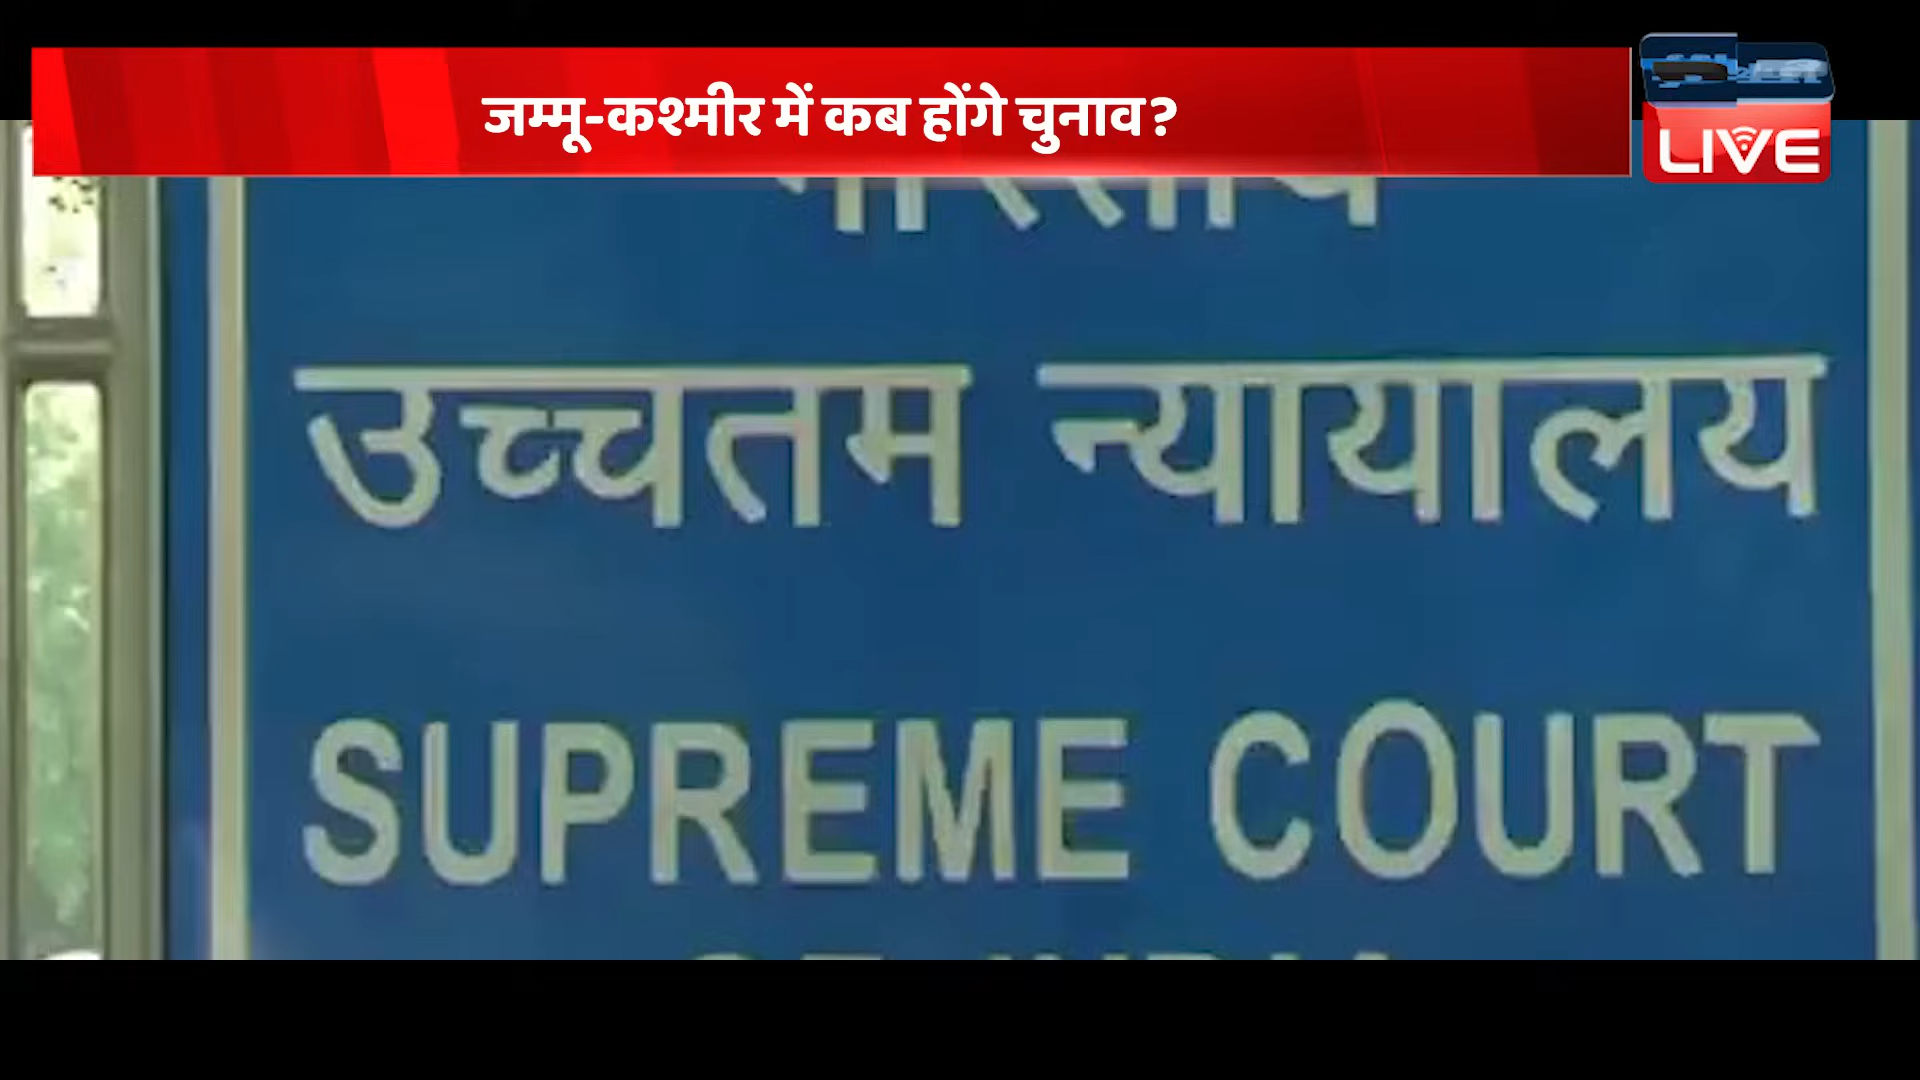 जम्मू-कश्मीर में कब होंगे चुनाव?
LIVE
उच्चतम न्यायालय
SUPREME COURT